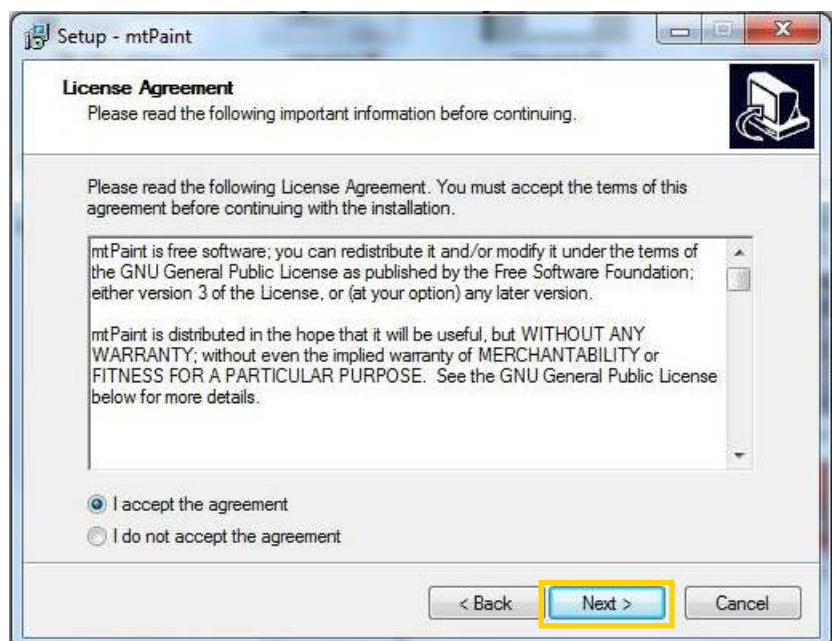 Setup - mtPaint
License Agreement
Please read the following important information before continuing.
Please read the following License Agreement. You must accept the terms of this
agreement before continuing with the installation.
mtPaint is free software; you can redistribute it and/or modify it under the terms of
the GNU General Public License as published by the Free Software Foundation;
either version 3 of the License, or (at your option) any later version.
mtPaint is distributed in the hope that it will be useful, but WITHOUT ANY
WARRANTY; without even the implied warranty of MERCHANTABILITY or
FITNESS FOR A PARTICULAR PURPOSE.  See the GNU General Public License
below for more details.
I accept the agreement
I do not accept the agreement
< Back
Next >
Cancel